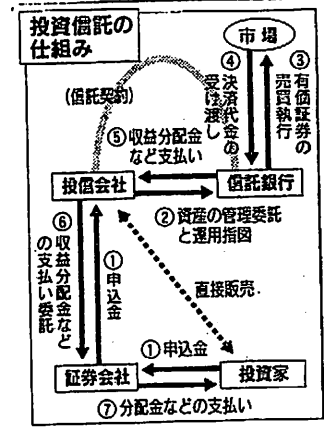 投資信託の
仕組み
市場
③有価証券の
売買執行
④決済代金の
受け渡し
(信託契約)
⑤収益分配金
など支払い
投信会社
信託銀行
②資産の管理委託
と運用指図
⑥収益分配金など
の支払い委託
①申込金
直接販売
①申込金
証券会社
投資家
⑦分配金などの支払い